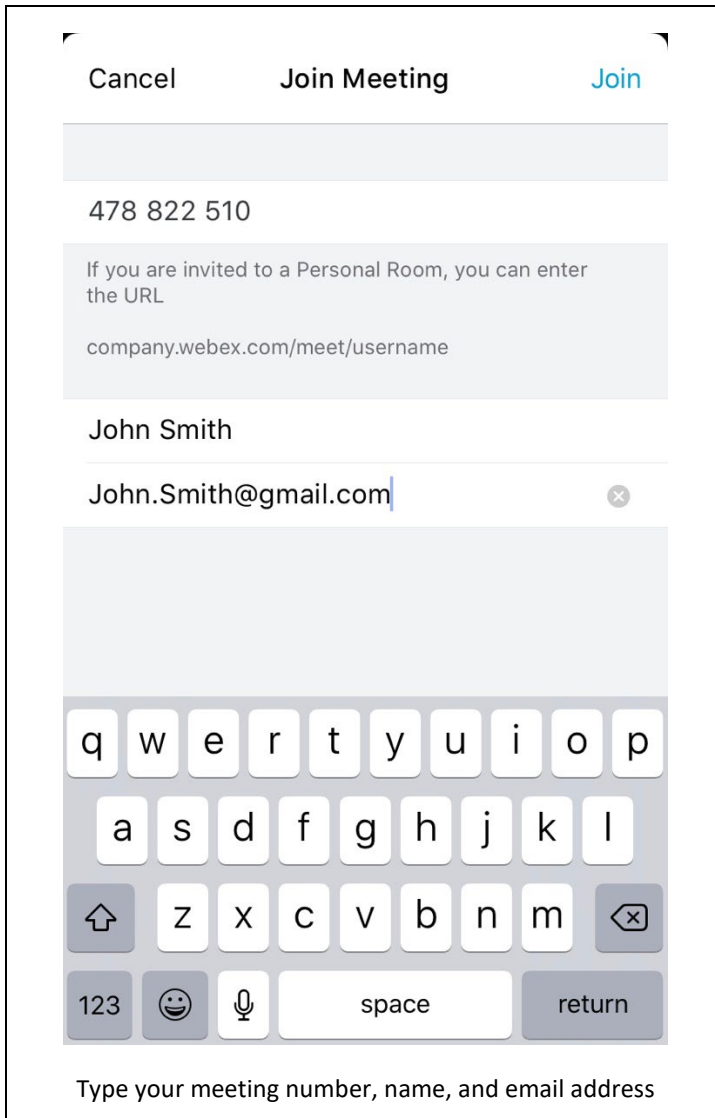 Cancel Join Meeting Join
478 822 510
If you are invited to a Personal Room, you can enter
the URL
company.webex.com/meet/username
John Smith
John.Smith@gmail.com
q w e r t y u i o p
a s d f g h j k l
z x c v b n m
123 space return
Type your meeting number, name, and email address